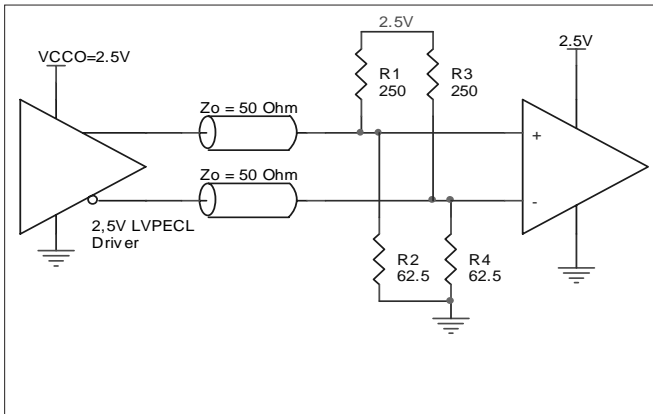 2.5V
VCCO=2.5V
2.5V
R1
250
R3
250
Zo = 50 Ohm
+
Zo = 50 Ohm
-
2,5V LVPECL
Driver
R2
62.5
R4
62.5